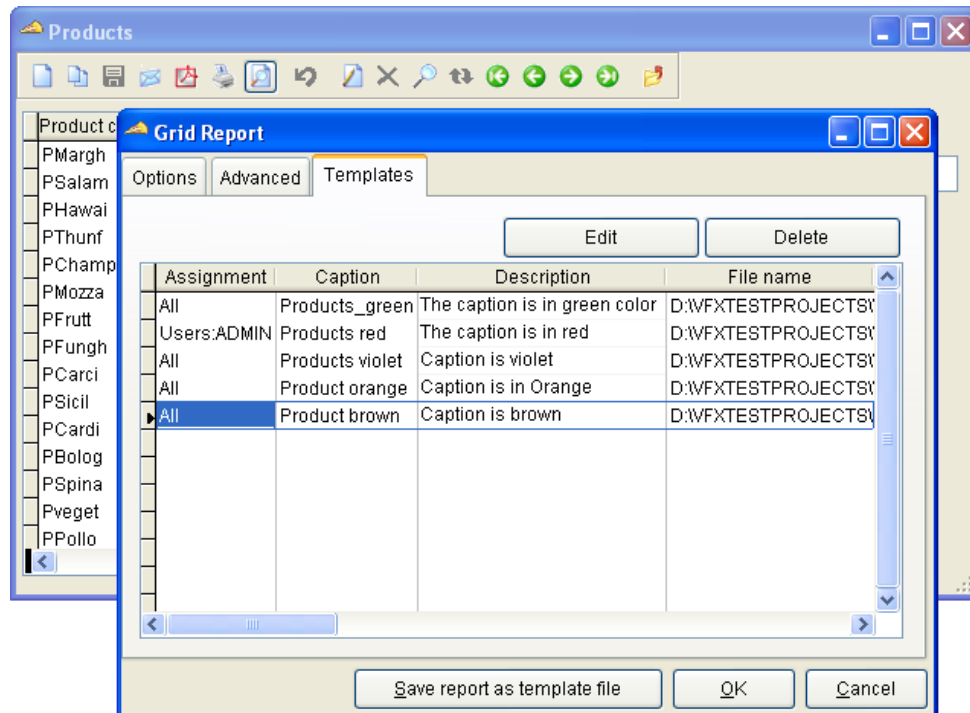 Products
Product c
PMargh
PSalam
PHawai
PThunf
PChamp
PMozza
PFrutt
PFungh
PCarci
PSicil
PCardi
PBolog
PSpina
Pveget
PPollo
Grid Report
Options Advanced Templates
Edit Delete
Assignment Caption Description File name
All Products_green The caption is in green color D:\VFXTESTPROJECTS\
Users:ADMIN Products red The caption is in red D:\VFXTESTPROJECTS\
All Products violet Caption is violet D:\VFXTESTPROJECTS\
All Product orange Caption is in Orange D:\VFXTESTPROJECTS\
All Product brown Caption is brown D:\VFXTESTPROJECTS\
Save report as template file OK Cancel